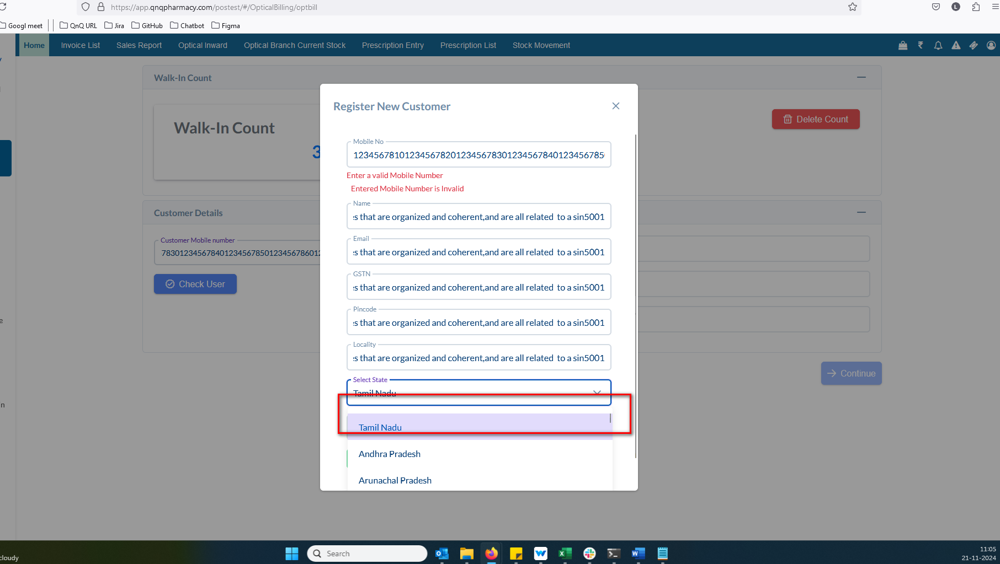 https://app.qnqpharmacy.com/postest/#/OpticalBilling/optbill
L
Googl meet
QnQ URL
Jira
GitHub
Chatbot
Figma
Home
Invoice List
Sales Report
Optical Inward
Optical Branch Current Stock
Prescription Entry
Prescription List
Stock Movement
Walk-In Count
Walk-In Count
3
Delete Count
Customer Details
Customer Mobile number
78301234567840123456785012345678601
Check User
Continue
Register New Customer
Mobile No
12345678101234567820123456783012345678401234567850
Enter a valid Mobile Number
Entered Mobile Number is Invalid
Name
s that are organized and coherent,and are all related  to a sin5001
Email
s that are organized and coherent,and are all related  to a sin5001
GSTN
s that are organized and coherent,and are all related  to a sin5001
Pincode
s that are organized and coherent,and are all related  to a sin5001
Locality
s that are organized and coherent,and are all related  to a sin5001
Select State
Tamil Nadu
Tamil Nadu
Andhra Pradesh
Arunachal Pradesh
e
n
cloudy
Search
11:05
21-11-2024